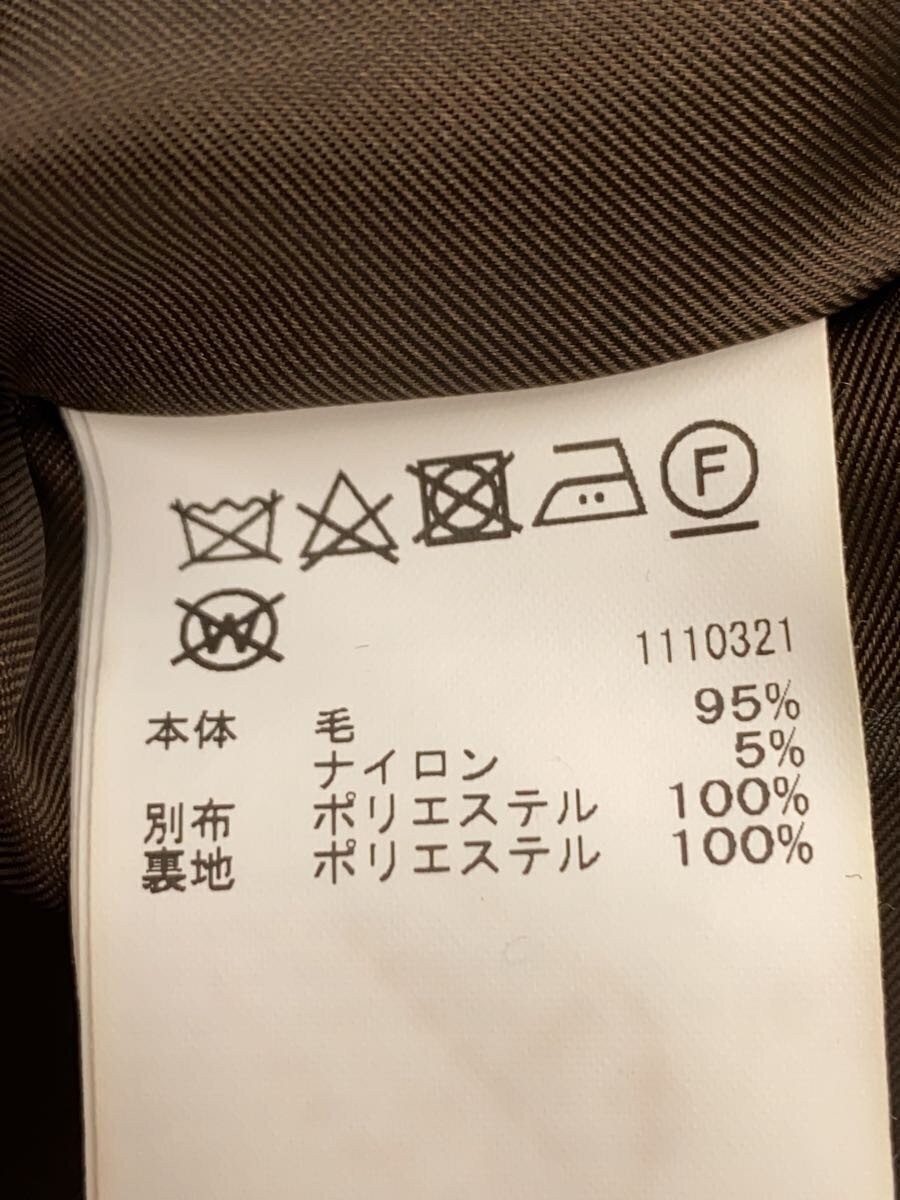 F
W
1110321
本体 毛 95%
ナイロン 5%
別布 ポリエステル 100%
裏地 ポリエステル 100%